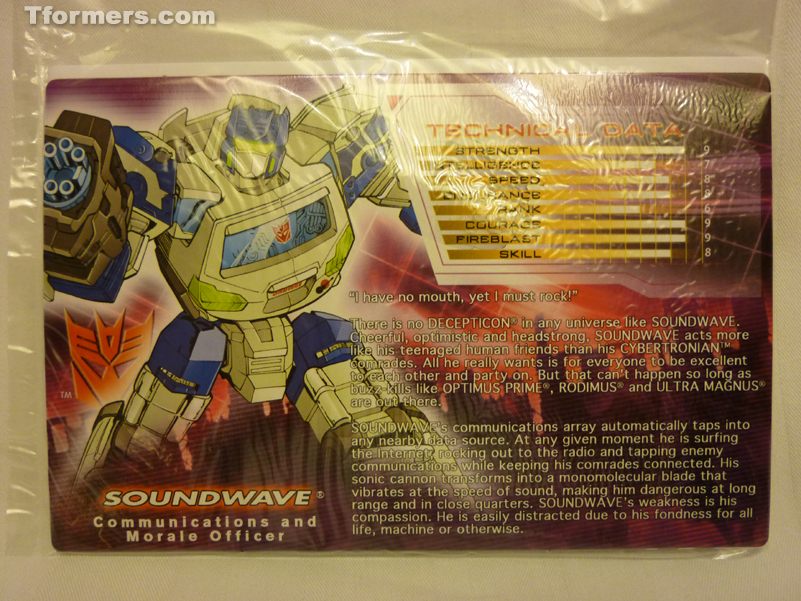 Tformers.com
TECHNICAL DATA
STRENGTH 9
INTELLIGENCE 7
SPEED 8
ENDURANCE 8
RANK 6
COURAGE 9
FIREBLAST 9
SKILL 8
"I have no mouth, yet I must rock!"
There is no DECEPTICON® in any universe like SOUNDWAVE.
Cheerful, optimistic and headstrong, SOUNDWAVE acts more
like his teenaged human friends than his CYBERTRONIAN™
comrades. All he really wants is for everyone to be excellent
to each other and party on. But that can't happen so long as
buzz-kills like OPTIMUS PRIME®, RODIMUS® and ULTRA MAGNUS®
are out there.
SOUNDWAVE's communications array automatically taps into
any nearby data source. At any given moment he is surfing
the Internet, rocking out to the radio and tapping enemy
communications while keeping his comrades connected. His
sonic cannon transforms into a monomolecular blade that
vibrates at the speed of sound, making him dangerous at long
range and in close quarters. SOUNDWAVE's weakness is his
compassion. He is easily distracted due to his fondness for all
life, machine or otherwise.
TM
SOUNDWAVE®
Communications and
Morale Officer